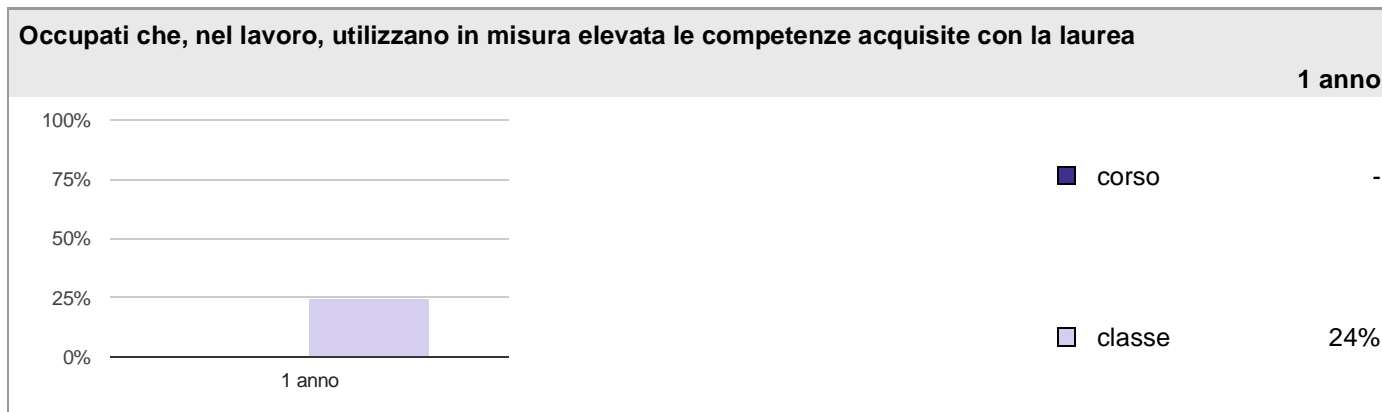 Occupati che, nel lavoro, utilizzano in misura elevata le competenze acquisite con la laurea
1 anno
100%
75%
50%
25%
0%
1 anno
corso -
classe 24%